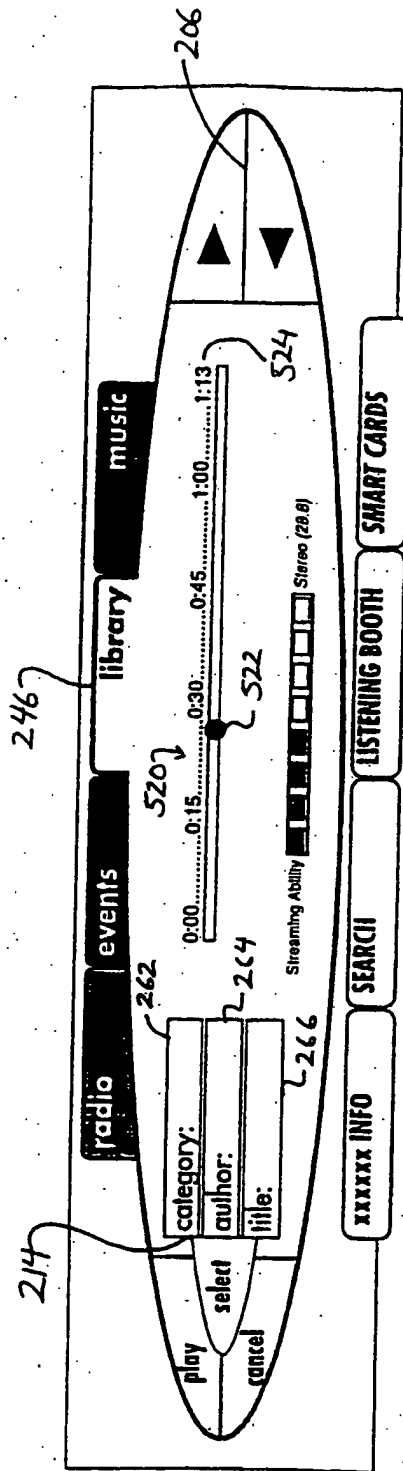 246
radio events library music
214
262
264
266
206
play
select
cancel
category:
author:
title:
520
0:00 0:15 0:30 0:45 1:00 1:13
522
524
Streaming Ability Stereo (28.8)
xxxxxx INFO SEARCH LISTENING BOOTH SMART CARDS